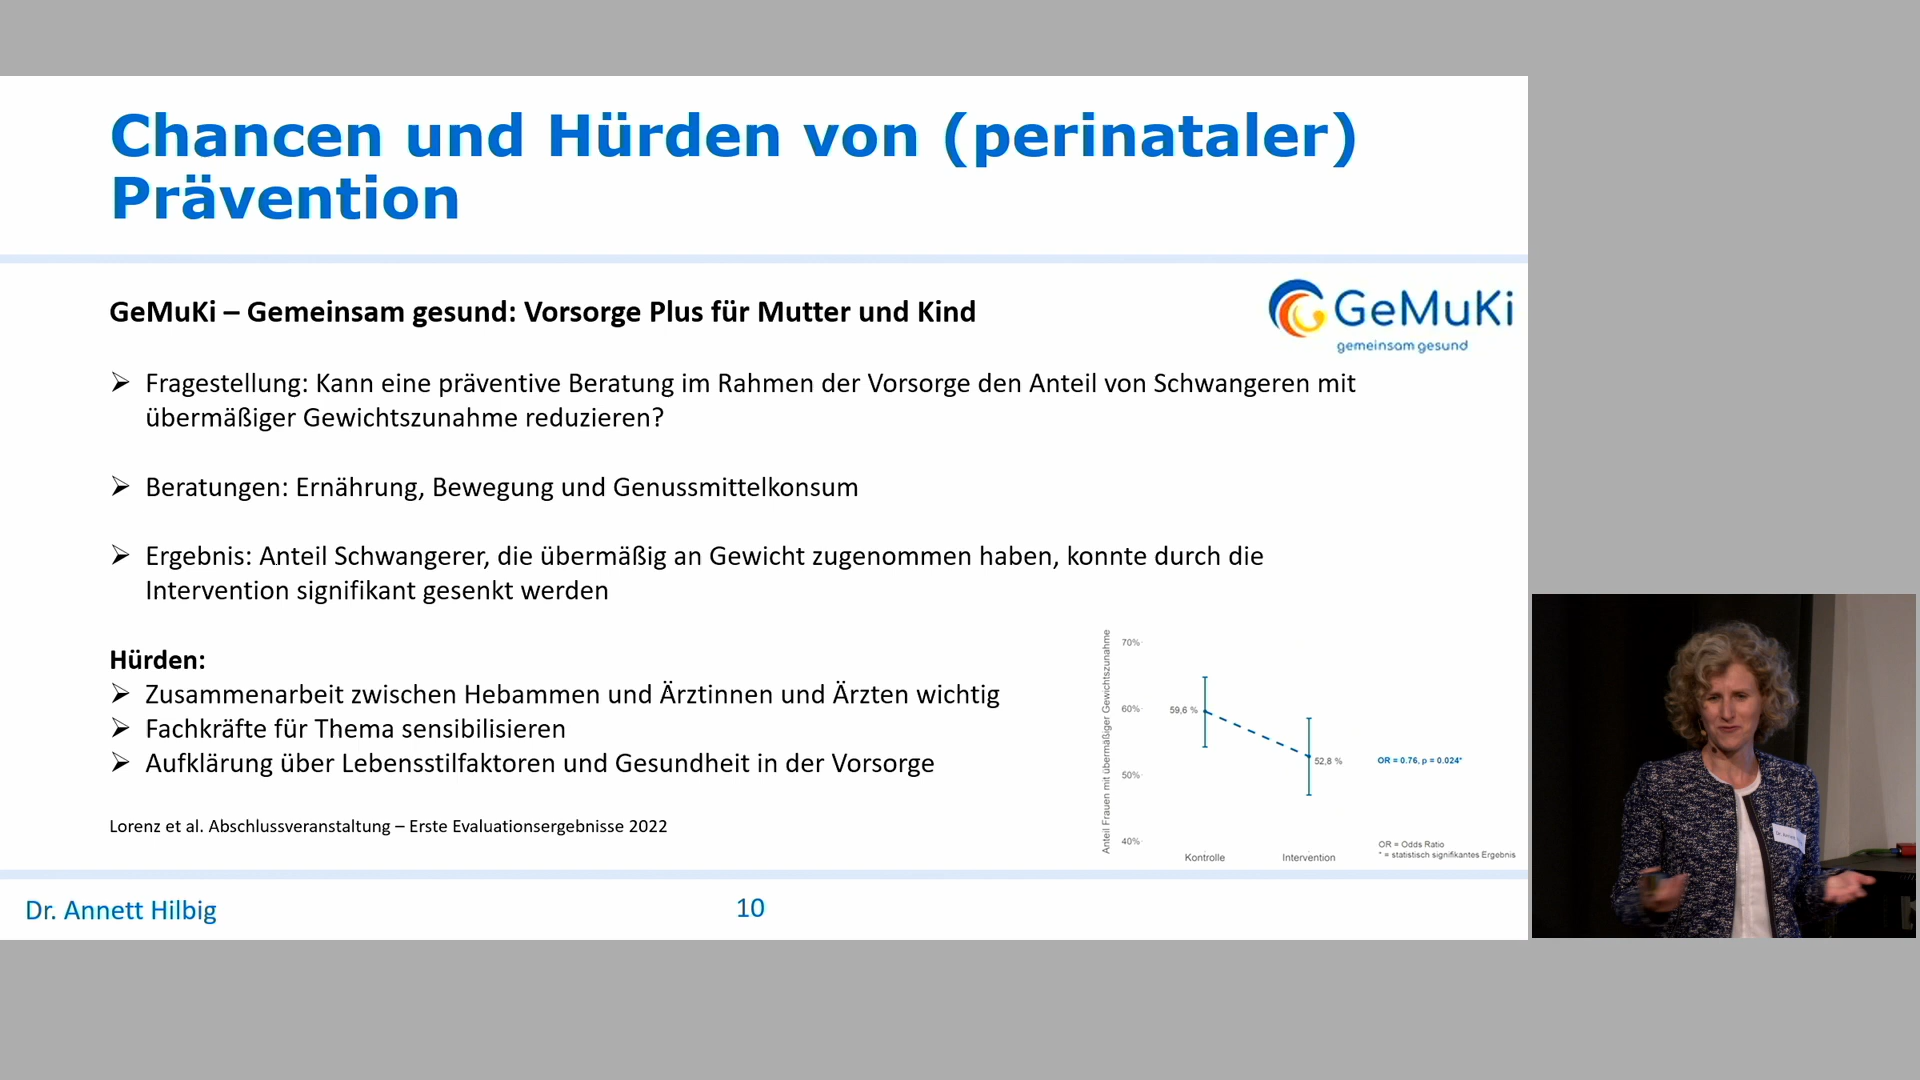 Chancen und Hürden von (perinataler)
Prävention
GeMuKi – Gemeinsam gesund: Vorsorge Plus für Mutter und Kind
GeMuKi
gemeinsam gesund
➢ Fragestellung: Kann eine präventive Beratung im Rahmen der Vorsorge den Anteil von Schwangeren mit
übermäßiger Gewichtszunahme reduzieren?
➢ Beratungen: Ernährung, Bewegung und Genussmittelkonsum
➢ Ergebnis: Anteil Schwangerer, die übermäßig an Gewicht zugenommen haben, konnte durch die
Intervention signifikant gesenkt werden
Hürden:
➢ Zusammenarbeit zwischen Hebammen und Ärztinnen und Ärzten wichtig
➢ Fachkräfte für Thema sensibilisieren
➢ Aufklärung über Lebensstilfaktoren und Gesundheit in der Vorsorge
Lorenz et al. Abschlussveranstaltung – Erste Evaluationsergebnisse 2022
Anteil Frauen mit übermäßiger Gewichtszunahme
70%
60%
50%
40%
59,6 %
52,8 %
OR = 0.76, p = 0.024*
Kontrolle
Intervention
OR = Odds Ratio
* = statistisch signifikantes Ergebnis
Dr. Annett Hilbig
10